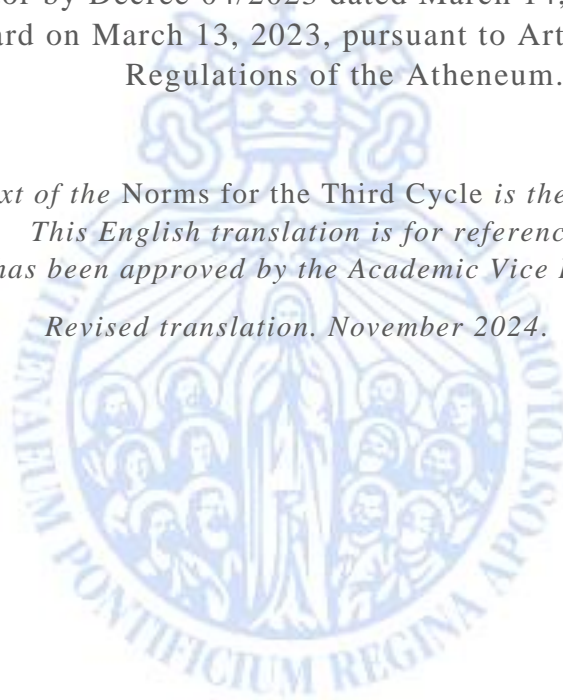 or by Decree 04/2023 dated March 14,
ard on March 13, 2023, pursuant to Art
Regulations of the Atheneum.
xt of the Norms for the Third Cycle is the
This English translation is for referenc
has been approved by the Academic Vice
Revised translation. November 2024.
ATHENAEUM PONTIFICIUM REGINA APOSTOLO